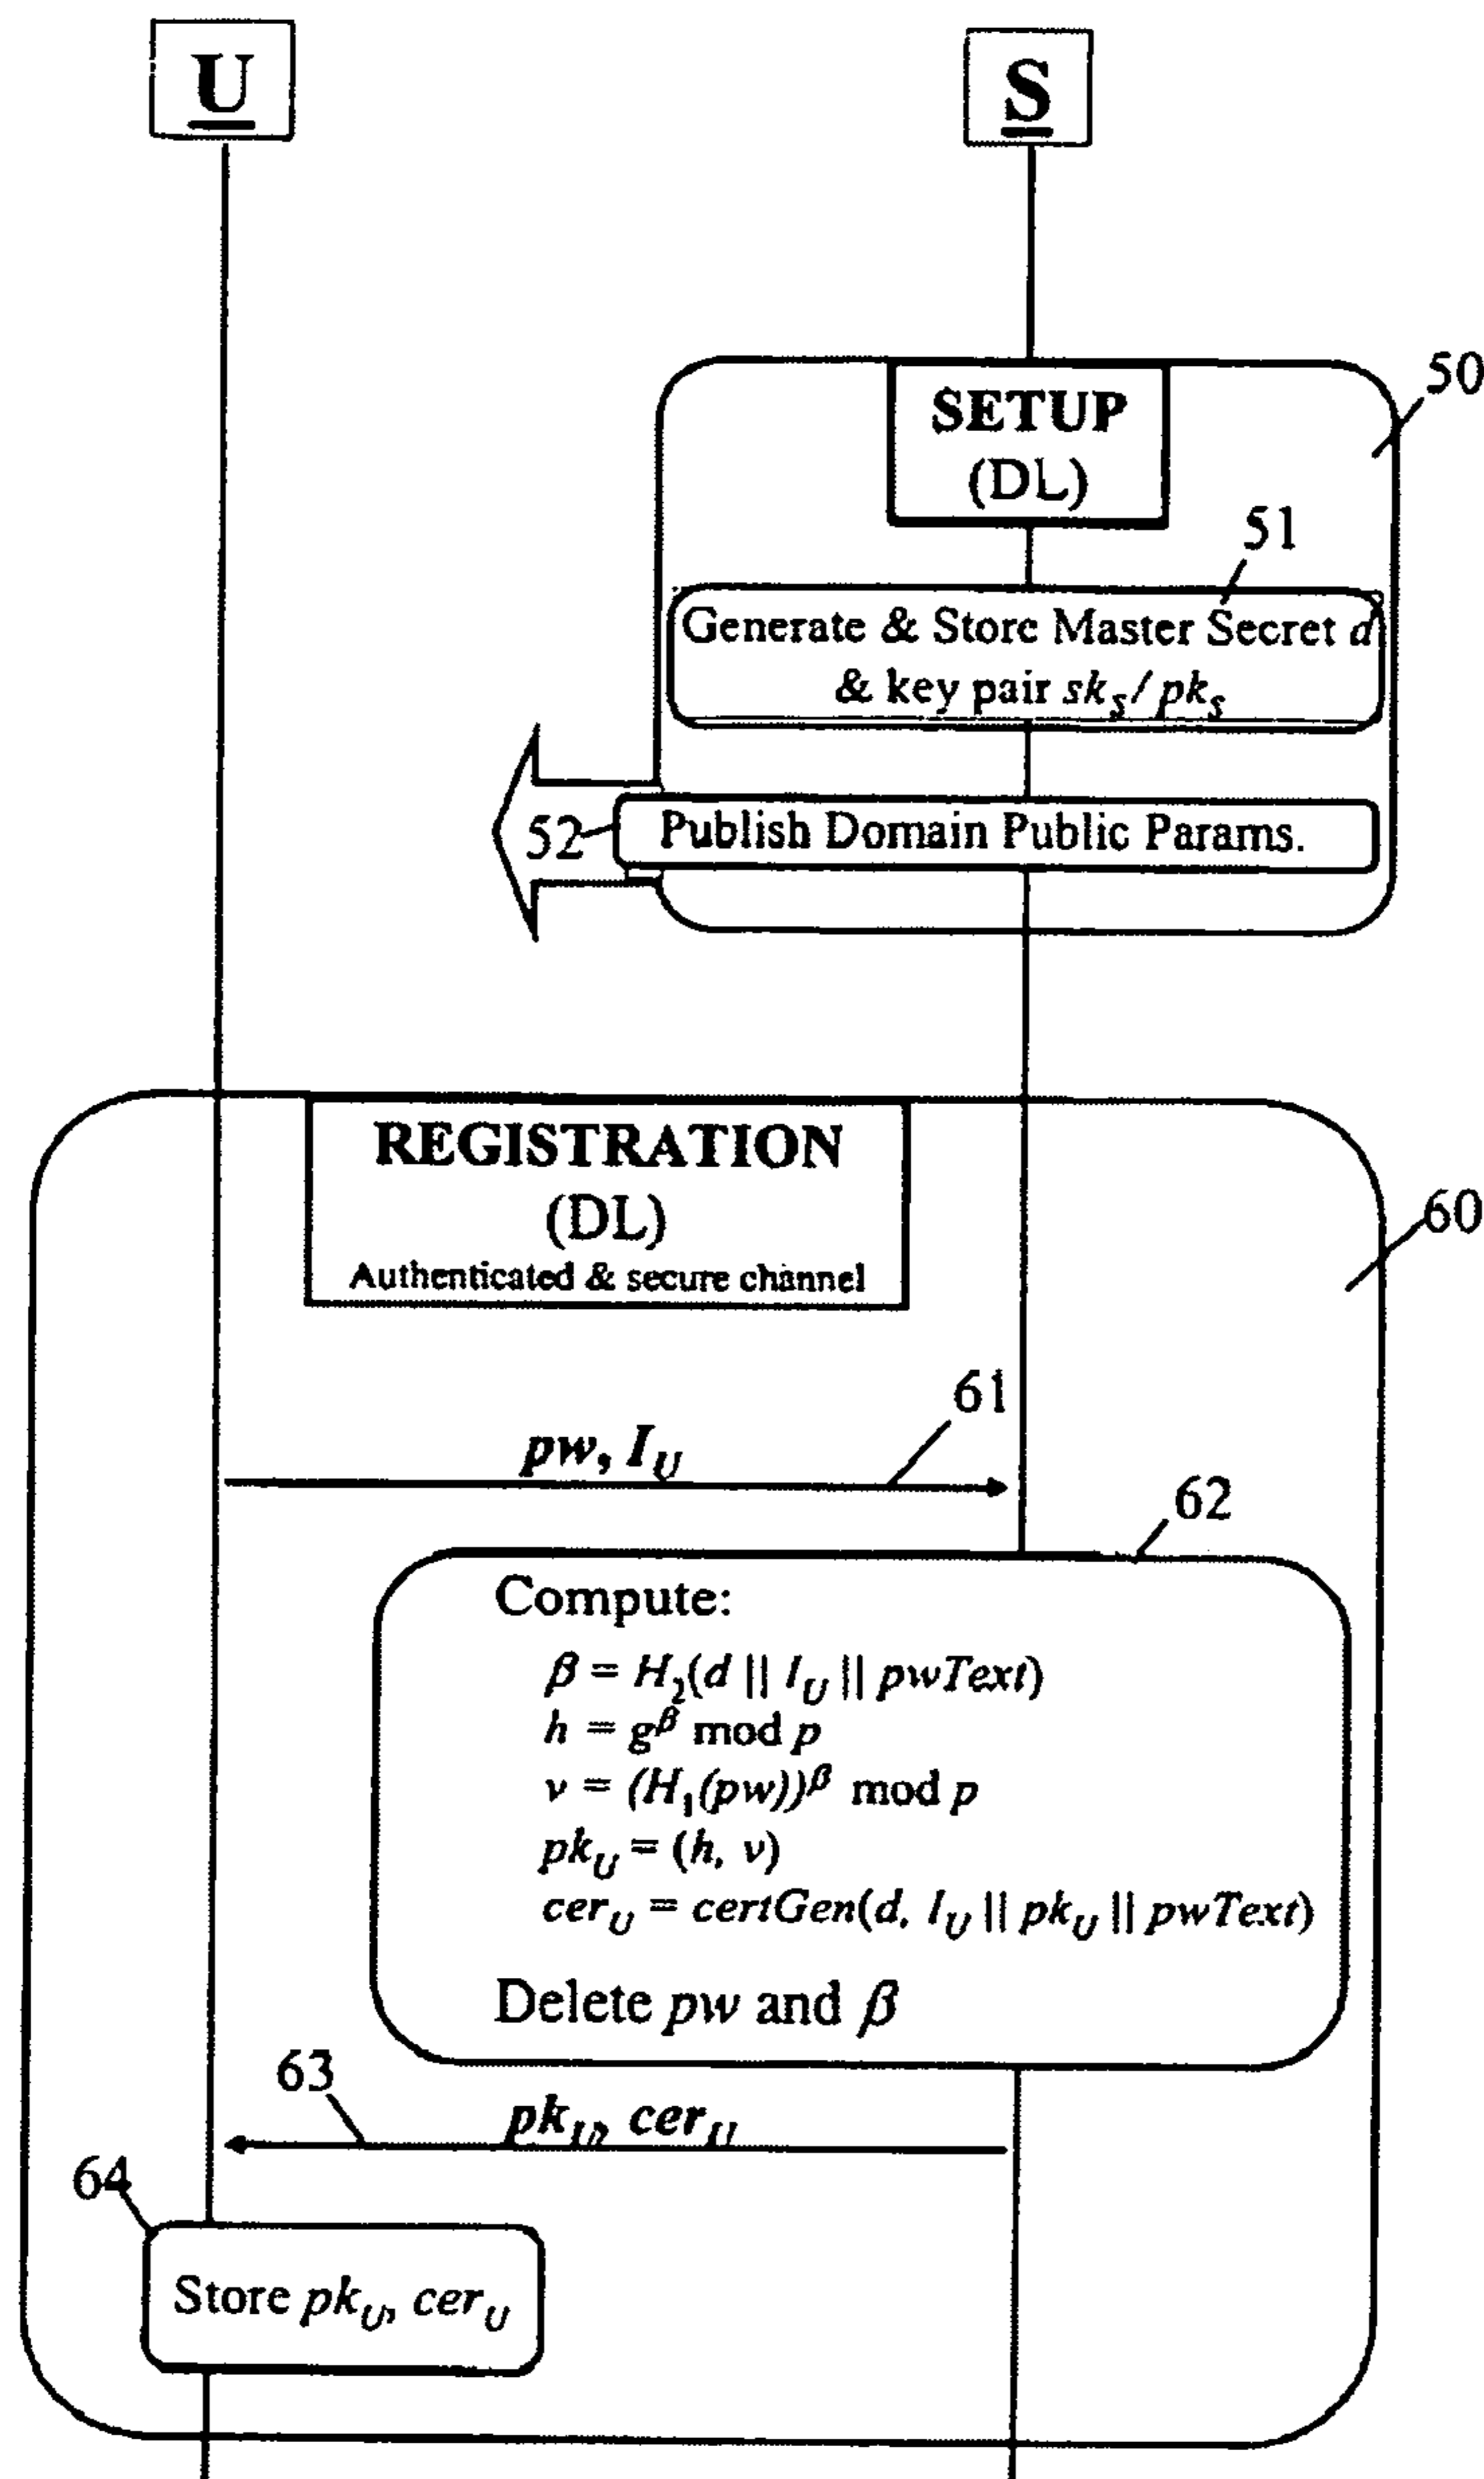 U
S
50
SETUP
(DL)
51
Generate & Store Master Secret d
& key pair sk_S / pk_S
52
Publish Domain Public Params.
REGISTRATION
(DL)
Authenticated & secure channel
60
61
pw, I_U
62
Compute:
β = H_2(d || I_U || pwText)
h = g^β mod p
v = (H_1(pw))^β mod p
pk_U = (h, v)
cer_U = certGen(d, I_U || pk_U || pwText)
Delete pw and β
63
pk_U, cer_U
64
Store pk_U, cer_U